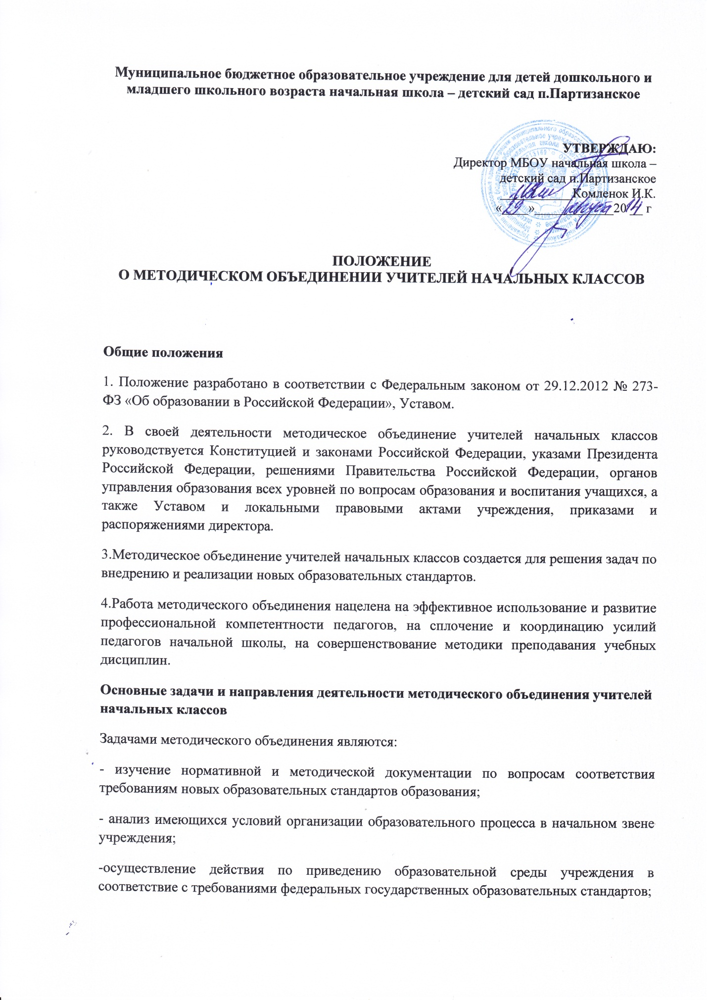 Муниципальное бюджетное образовательное учреждение для детей дошкольного и
младшего школьного возраста начальная школа – детский сад п.Партизанское
УТВЕРЖДАЮ:
Директор МБОУ начальная школа –
детский сад п.Партизанское
___________Комленок И.К.
«29» августа 2014 г
ПОЛОЖЕНИЕ
О МЕТОДИЧЕСКОМ ОБЪЕДИНЕНИИ УЧИТЕЛЕЙ НАЧАЛЬНЫХ КЛАССОВ
Общие положения
1. Положение разработано в соответствии с Федеральным законом от 29.12.2012 № 273-
ФЗ «Об образовании в Российской Федерации», Уставом.
2. В своей деятельности методическое объединение учителей начальных классов
руководствуется Конституцией и законами Российской Федерации, указами Президента
Российской Федерации, решениями Правительства Российской Федерации, органов
управления образования всех уровней по вопросам образования и воспитания учащихся, а
также Уставом и локальными правовыми актами учреждения, приказами и
распоряжениями директора.
3.Методическое объединение учителей начальных классов создается для решения задач по
внедрению и реализации новых образовательных стандартов.
4.Работа методического объединения нацелена на эффективное использование и развитие
профессиональной компетентности педагогов, на сплочение и координацию усилий
педагогов начальной школы, на совершенствование методики преподавания учебных
дисциплин.
Основные задачи и направления деятельности методического объединения учителей
начальных классов
Задачами методического объединения являются:
- изучение нормативной и методической документации по вопросам соответствия
требованиям новых образовательных стандартов образования;
- анализ имеющихся условий организации образовательного процесса в начальном звене
учреждения;
-осуществление действия по приведению образовательной среды учреждения в
соответствие с требованиями федеральных государственных образовательных стандартов;